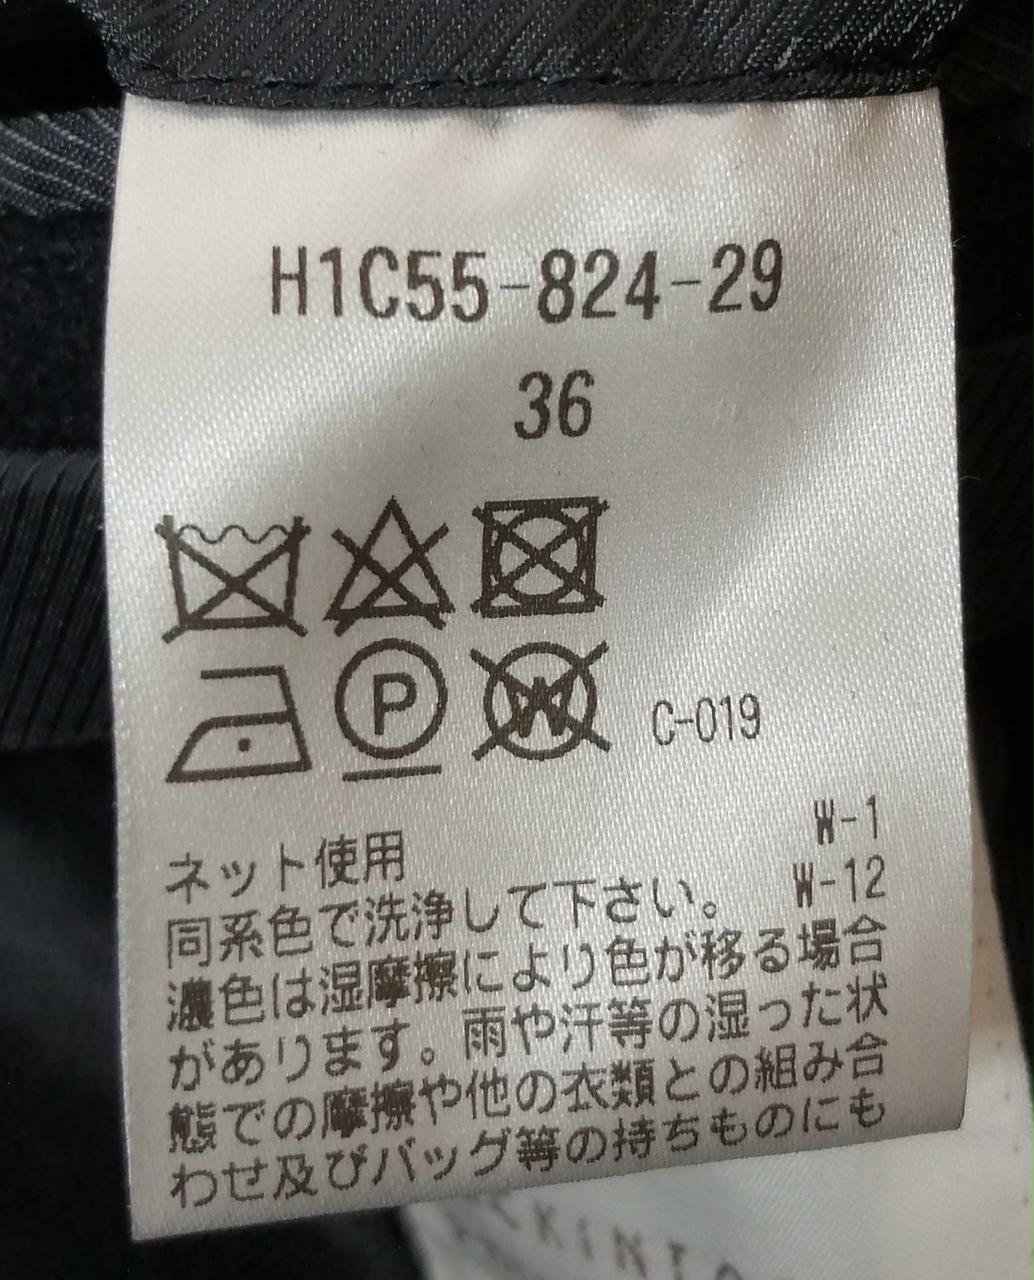 H1C55-824-29
36
P
W
C-019
W-1
W-12
ネット使用
同系色で洗浄して下さい。
濃色は湿摩擦により色が移る場合
があります。雨や汗等の湿った状
態での摩擦や他の衣類との組み合
わせ及びバッグ等の持ちものにも